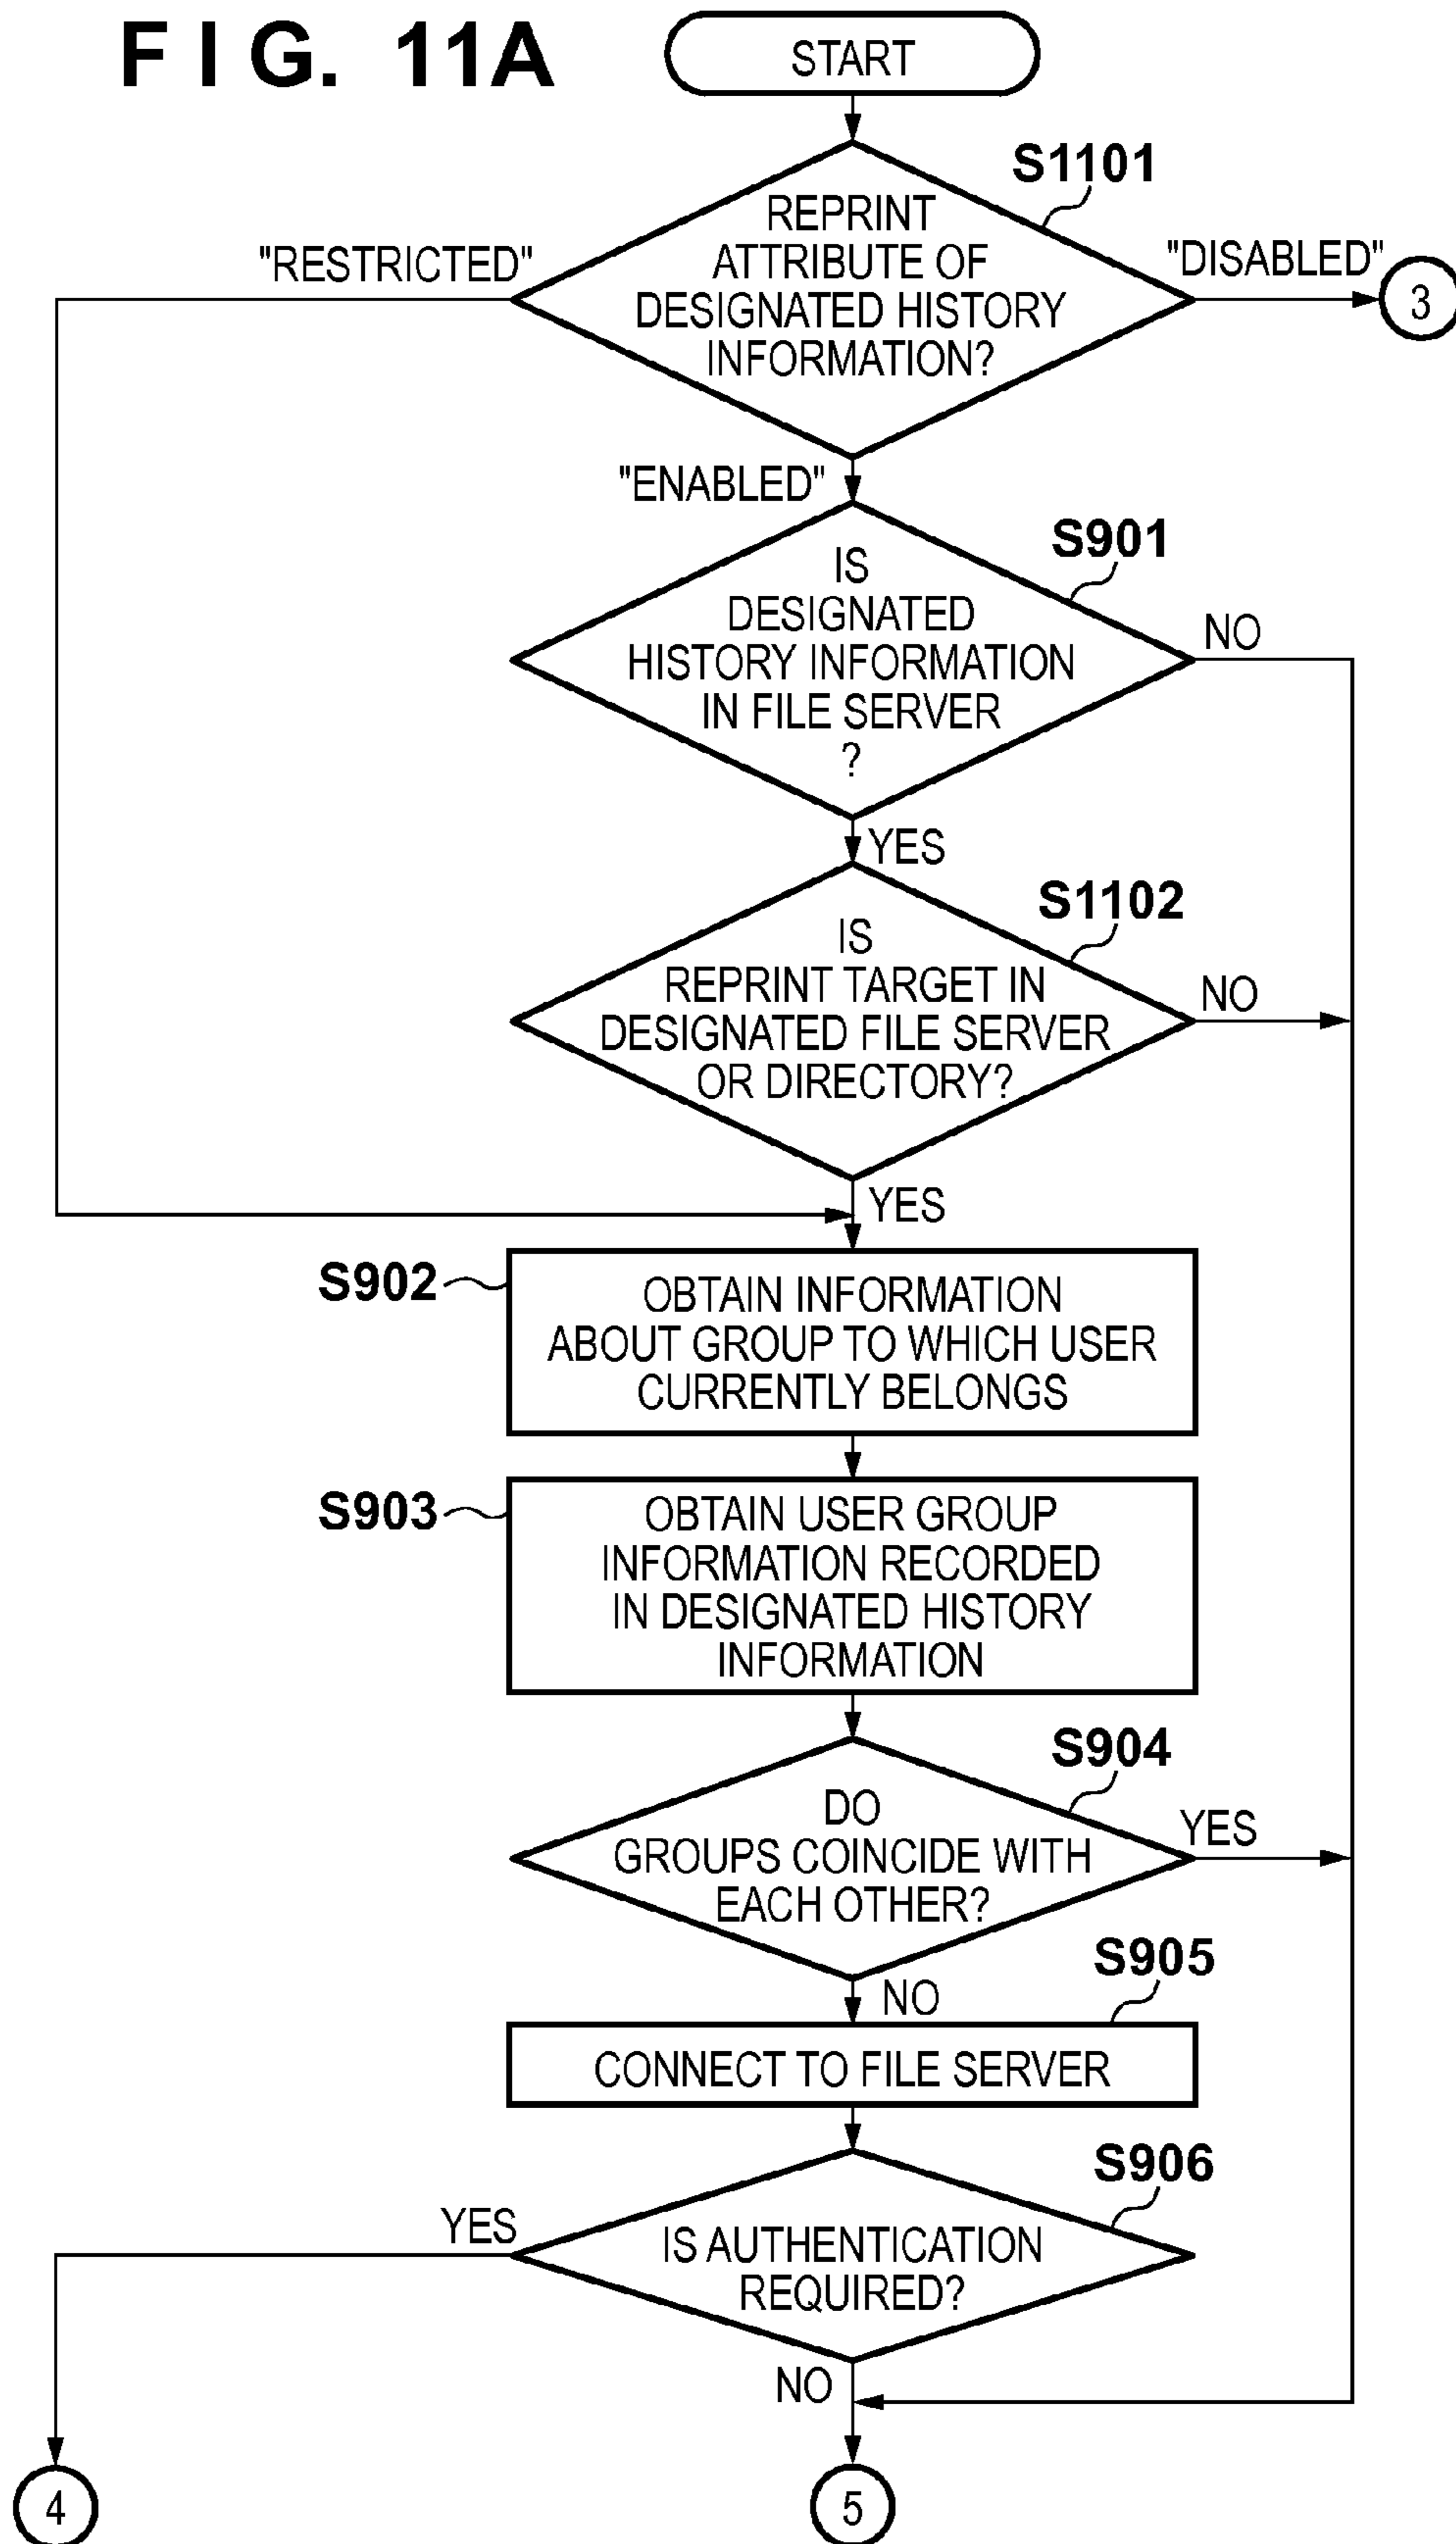 FIG. 11A
START
S1101
REPRINT
ATTRIBUTE OF
DESIGNATED HISTORY
INFORMATION?
"RESTRICTED"
"DISABLED"
3
"ENABLED"
S901
IS
DESIGNATED
HISTORY INFORMATION
IN FILE SERVER
?
NO
YES
S1102
IS
REPRINT TARGET IN
DESIGNATED FILE SERVER
OR DIRECTORY?
NO
YES
S902
OBTAIN INFORMATION
ABOUT GROUP TO WHICH USER
CURRENTLY BELONGS
S903
OBTAIN USER GROUP
INFORMATION RECORDED
IN DESIGNATED HISTORY
INFORMATION
S904
DO
GROUPS COINCIDE WITH
EACH OTHER?
YES
NO
S905
CONNECT TO FILE SERVER
S906
YES
IS AUTHENTICATION
REQUIRED?
NO
4
5